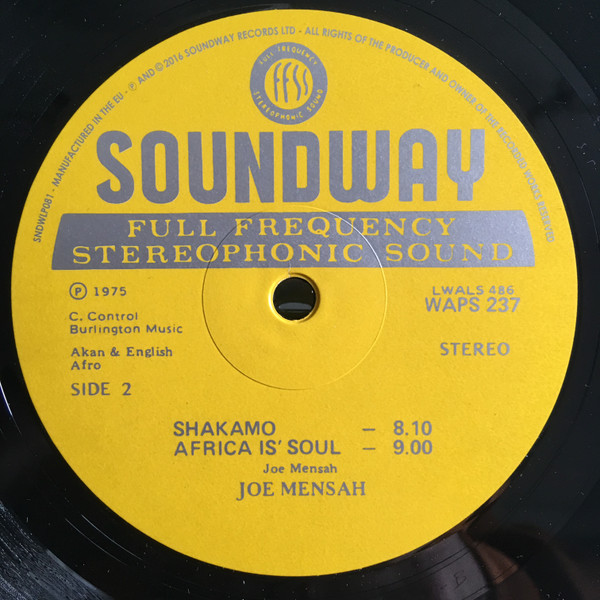 SNDWLP081 - MANUFACTURED IN THE EU - ℗ AND © 2016 SOUNDWAY RECORDS LTD - ALL RIGHTS OF THE PRODUCER AND OWNER OF THE RECORDED WORK RESERVED
FULL FREQUENCY
FFSS
STEREOPHONIC SOUND
SOUNDWAY
FULL FREQUENCY
STEREOPHONIC SOUND
℗ 1975
LWALS 486
WAPS 237
C. Control
Burlington Music
Akan & English
Afro
STEREO
SIDE 2
SHAKAMO — 8.10
AFRICA IS' SOUL — 9.00
Joe Mensah
JOE MENSAH